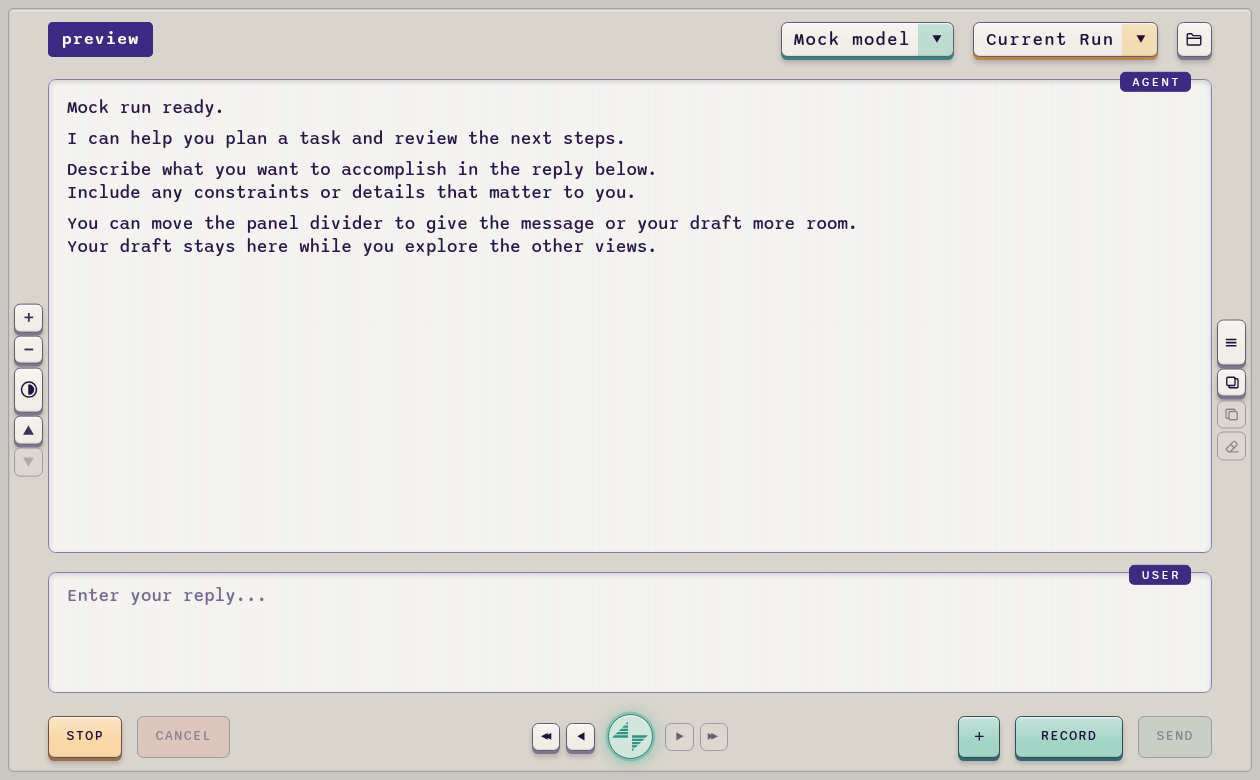 preview
Mock model
Current Run
AGENT
Mock run ready.
I can help you plan a task and review the next steps.
Describe what you want to accomplish in the reply below.
Include any constraints or details that matter to you.
You can move the panel divider to give the message or your draft more room.
Your draft stays here while you explore the other views.
USER
Enter your reply...
STOP
CANCEL
RECORD
SEND